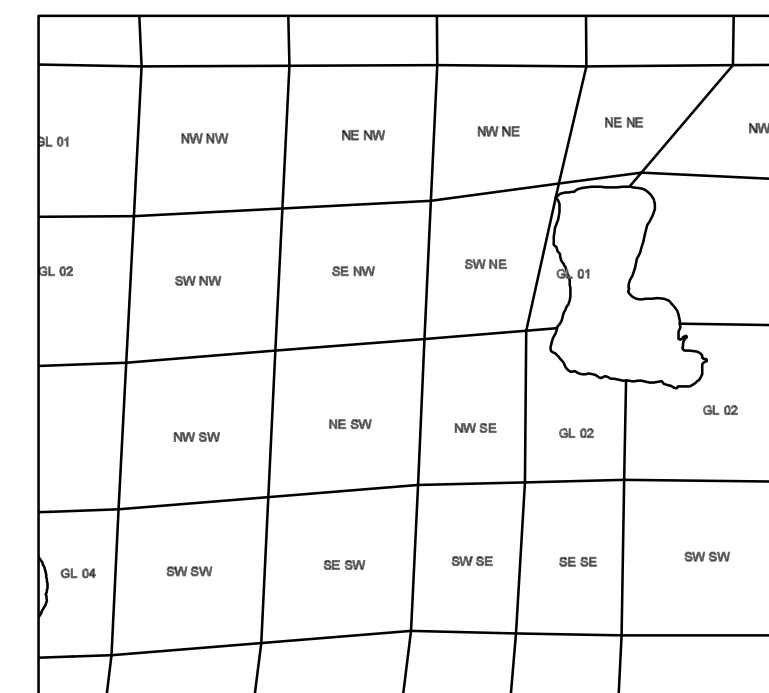 NE NE
GL 01
NW NW
NE NW
NW NE
NW
GL 02
SW NW
SE NW
SW NE
GL 01
NW SW
NE SW
NW SE
GL 02
GL 02
GL 04
SW SW
SE SW
SW SE
SE SE
SW SW